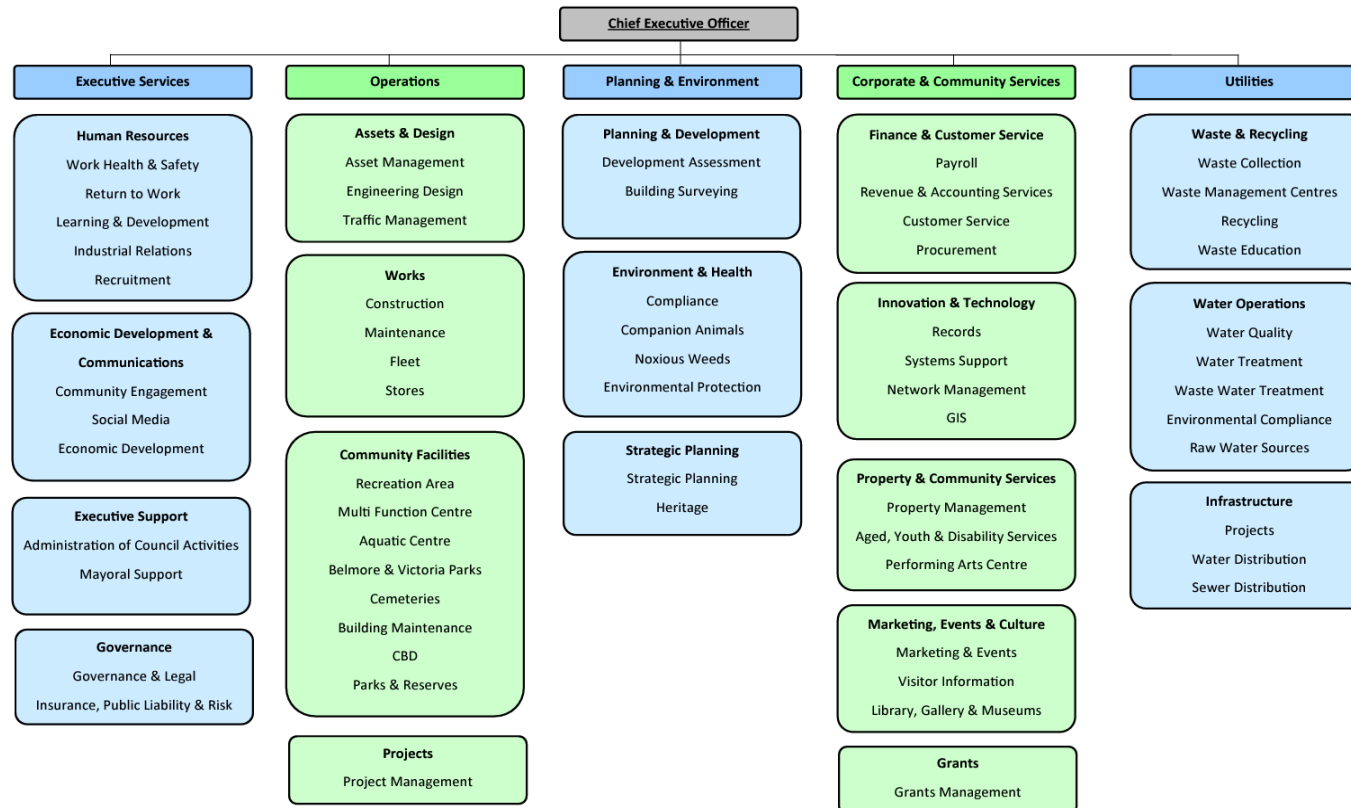 Chief Executive Officer
Executive Services
Human Resources
Work Health & Safety
Return to Work
Learning & Development
Industrial Relations
Recruitment
Economic Development &
Communications
Community Engagement
Social Media
Economic Development
Executive Support
Administration of Council Activities
Mayoral Support
Governance
Governance & Legal
Insurance, Public Liability & Risk
Operations
Assets & Design
Asset Management
Engineering Design
Traffic Management
Works
Construction
Maintenance
Fleet
Stores
Community Facilities
Recreation Area
Multi Function Centre
Aquatic Centre
Belmore & Victoria Parks
Cemeteries
Building Maintenance
CBD
Parks & Reserves
Projects
Project Management
Planning & Environment
Planning & Development
Development Assessment
Building Surveying
Environment & Health
Compliance
Companion Animals
Noxious Weeds
Environmental Protection
Strategic Planning
Strategic Planning
Heritage
Corporate & Community Services
Finance & Customer Service
Payroll
Revenue & Accounting Services
Customer Service
Procurement
Innovation & Technology
Records
Systems Support
Network Management
GIS
Property & Community Services
Property Management
Aged, Youth & Disability Services
Performing Arts Centre
Marketing, Events & Culture
Marketing & Events
Visitor Information
Library, Gallery & Museums
Grants
Grants Management
Utilities
Waste & Recycling
Waste Collection
Waste Management Centres
Recycling
Waste Education
Water Operations
Water Quality
Water Treatment
Waste Water Treatment
Environmental Compliance
Raw Water Sources
Infrastructure
Projects
Water Distribution
Sewer Distribution